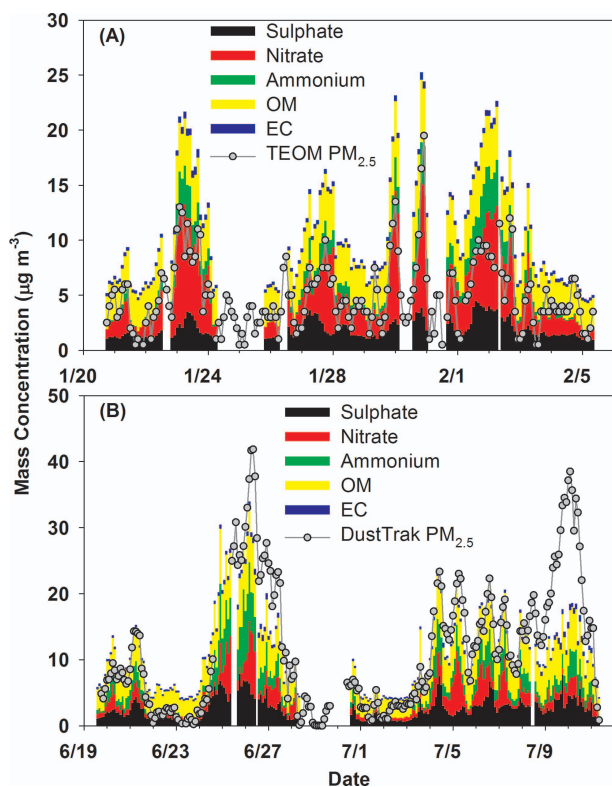 (A)
Sulphate
Nitrate
Ammonium
OM
EC
TEOM PM2.5
30
25
20
15
10
5
0
1/20 1/24 1/28 2/1 2/5
Mass Concentration (μg m-3)
(B)
Sulphate
Nitrate
Ammonium
OM
EC
DustTrak PM2.5
50
40
30
20
10
0
6/19 6/23 6/27 7/1 7/5 7/9
Date